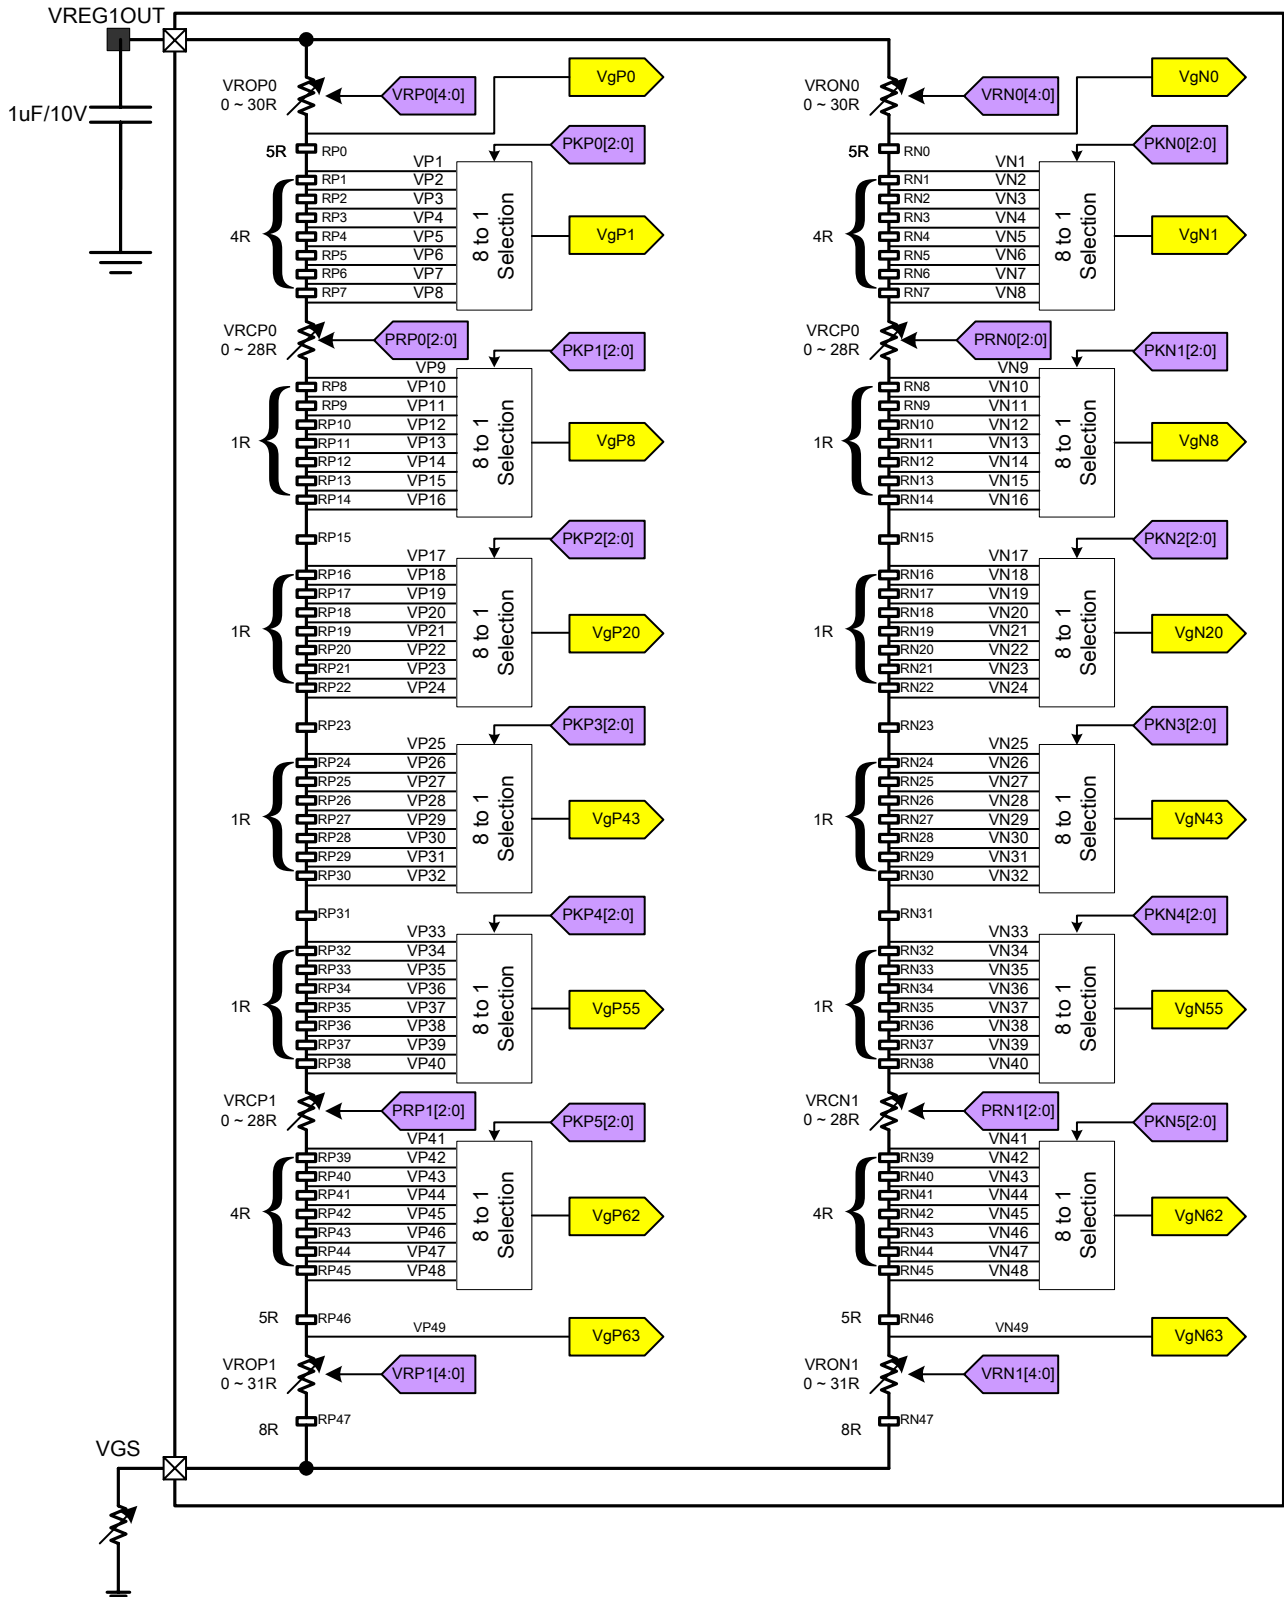 VREG1OUT
1uF/10V
VGS
VROP0
0 ~ 30R
VRP0[4:0]
VgP0
5R
RP0
PKP0[2:0]
VP1
RP1
VP2
RP2
VP3
RP3
VP4
RP4
VP5
RP5
VP6
RP6
VP7
RP7
VP8
4R
8 to 1
Selection
VgP1
VRCP0
0 ~ 28R
PRP0[2:0]
PKP1[2:0]
VP9
RP8
VP10
RP9
VP11
RP10
VP12
RP11
VP13
RP12
VP14
RP13
VP15
RP14
VP16
1R
8 to 1
Selection
VgP8
RP15
PKP2[2:0]
VP17
RP16
VP18
RP17
VP19
RP18
VP20
RP19
VP21
RP20
VP22
RP21
VP23
RP22
VP24
1R
8 to 1
Selection
VgP20
RP23
PKP3[2:0]
VP25
RP24
VP26
RP25
VP27
RP26
VP28
RP27
VP29
RP28
VP30
RP29
VP31
RP30
VP32
1R
8 to 1
Selection
VgP43
RP31
PKP4[2:0]
VP33
RP32
VP34
RP33
VP35
RP34
VP36
RP35
VP37
RP36
VP38
RP37
VP39
RP38
VP40
1R
8 to 1
Selection
VgP55
VRCP1
0 ~ 28R
PRP1[2:0]
PKP5[2:0]
VP41
RP39
VP42
RP40
VP43
RP41
VP44
RP42
VP45
RP43
VP46
RP44
VP47
RP45
VP48
4R
8 to 1
Selection
VgP62
5R
RP46
VP49
VgP63
VROP1
0 ~ 31R
VRP1[4:0]
8R
RP47
VRON0
0 ~ 30R
VRN0[4:0]
VgN0
5R
RN0
PKN0[2:0]
VN1
RN1
VN2
RN2
VN3
RN3
VN4
RN4
VN5
RN5
VN6
RN6
VN7
RN7
VN8
4R
8 to 1
Selection
VgN1
VRCP0
0 ~ 28R
PRN0[2:0]
PKN1[2:0]
VN9
RN8
VN10
RN9
VN11
RN10
VN12
RN11
VN13
RN12
VN14
RN13
VN15
RN14
VN16
1R
8 to 1
Selection
VgN8
RN15
PKN2[2:0]
VN17
RN16
VN18
RN17
VN19
RN18
VN20
RN19
VN21
RN20
VN22
RN21
VN23
RN22
VN24
1R
8 to 1
Selection
VgN20
RN23
PKN3[2:0]
VN25
RN24
VN26
RN25
VN27
RN26
VN28
RN27
VN29
RN28
VN30
RN29
VN31
RN30
VN32
1R
8 to 1
Selection
VgN43
RN31
PKN4[2:0]
VN33
RN32
VN34
RN33
VN35
RN34
VN36
RN35
VN37
RN36
VN38
RN37
VN39
RN38
VN40
1R
8 to 1
Selection
VgN55
VRCN1
0 ~ 28R
PRN1[2:0]
PKN5[2:0]
VN41
RN39
VN42
RN40
VN43
RN41
VN44
RN42
VN45
RN43
VN46
RN44
VN47
RN45
VN48
4R
8 to 1
Selection
VgN62
5R
RN46
VN49
VgN63
VRON1
0 ~ 31R
VRN1[4:0]
8R
RN47